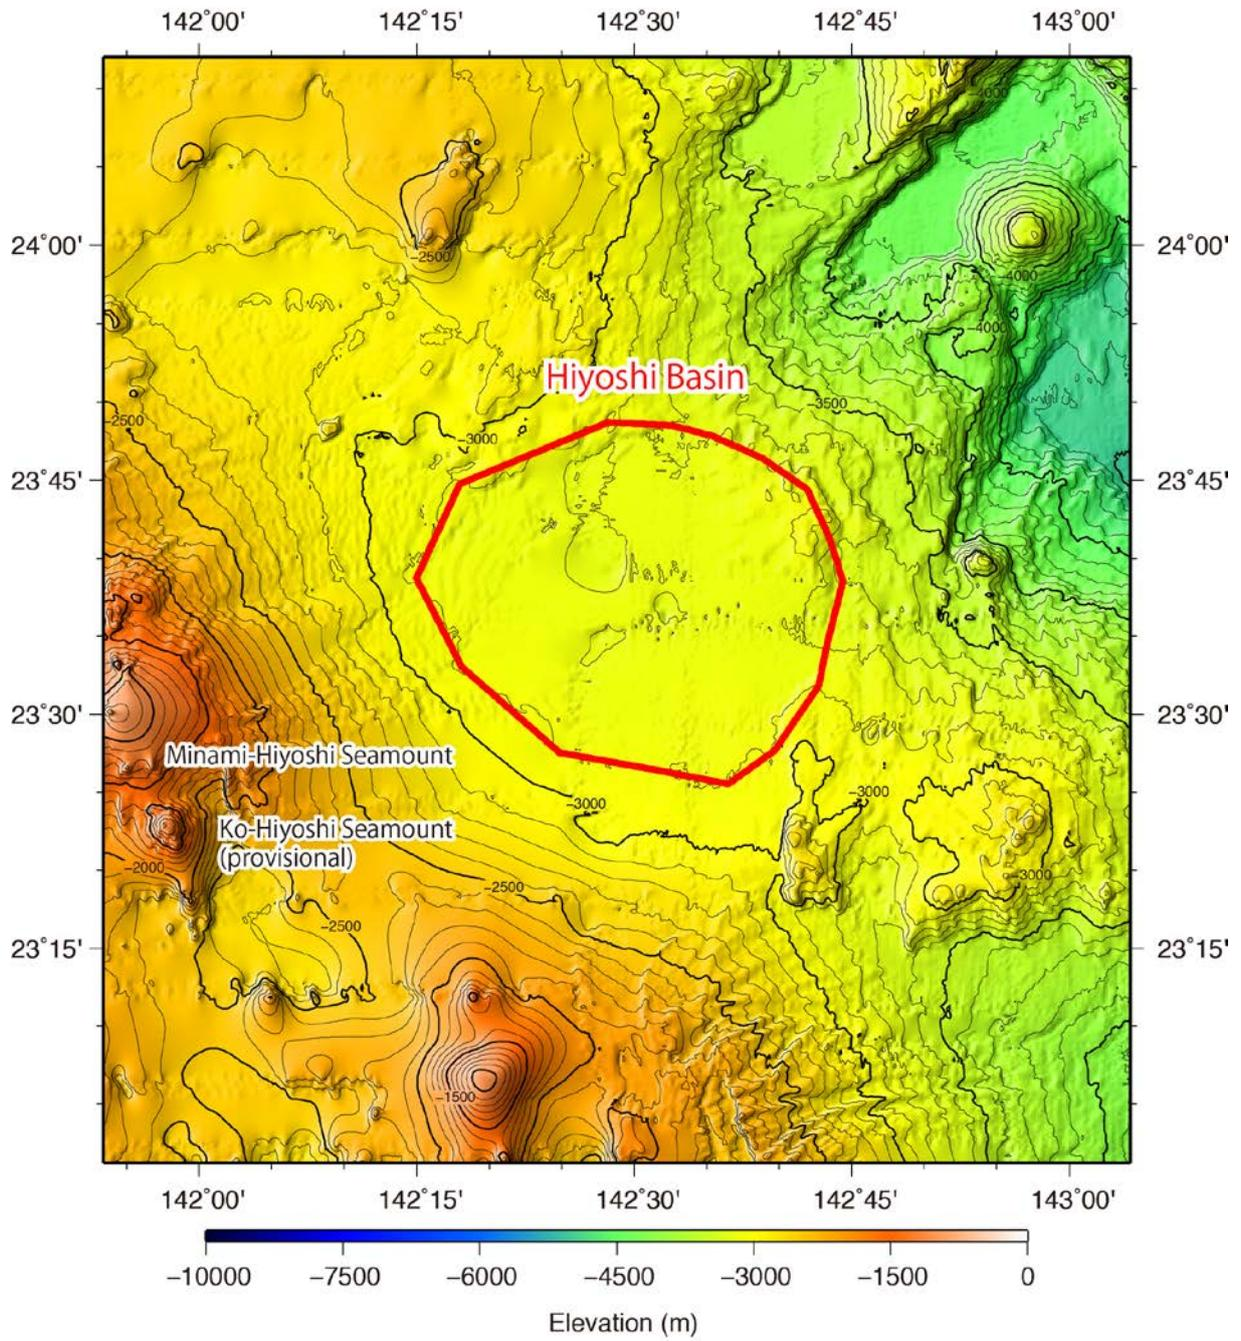 142˚00' 142˚15' 142˚30' 142˚45' 143˚00'
−4000
24˚00' 24˚00'
−2500
−4000
−4000
Hiyoshi Basin
−3500
−2500
−3000
23˚45' 23˚45'
23˚30' 23˚30'
Minami-Hiyoshi Seamount
−3000
−3000
Ko-Hiyoshi Seamount
(provisional)
−2000
−3000
−2500
−2500
23˚15' 23˚15'
−1500
142˚00' 142˚15' 142˚30' 142˚45' 143˚00'
−10000 −7500 −6000 −4500 −3000 −1500 0
Elevation (m)